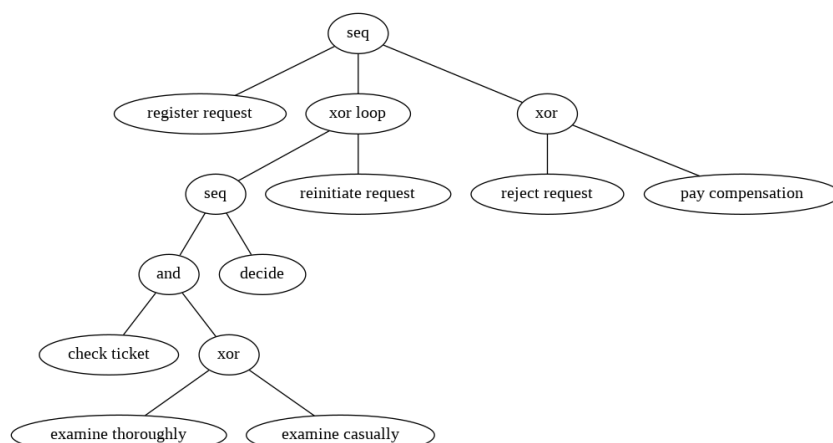 seq
register request
xor loop
xor
seq
reinitiate request
reject request
pay compensation
and
decide
check ticket
xor
examine thoroughly
examine casually